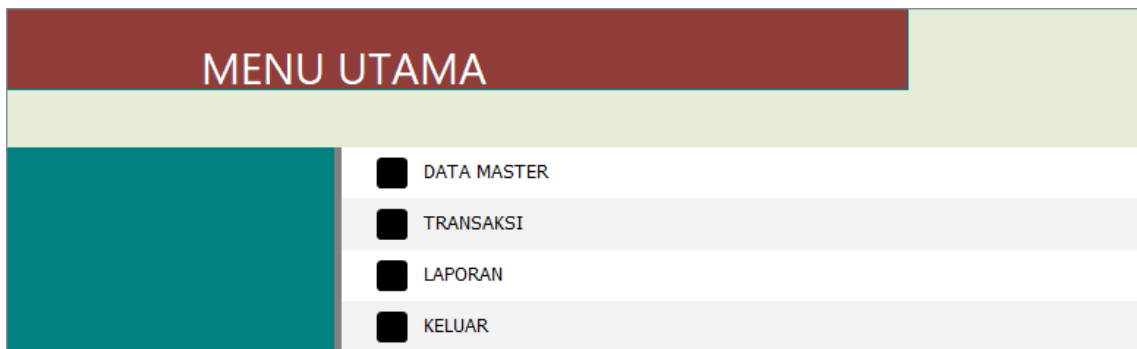 MENU UTAMA
DATA MASTER
TRANSAKSI
LAPORAN
KELUAR